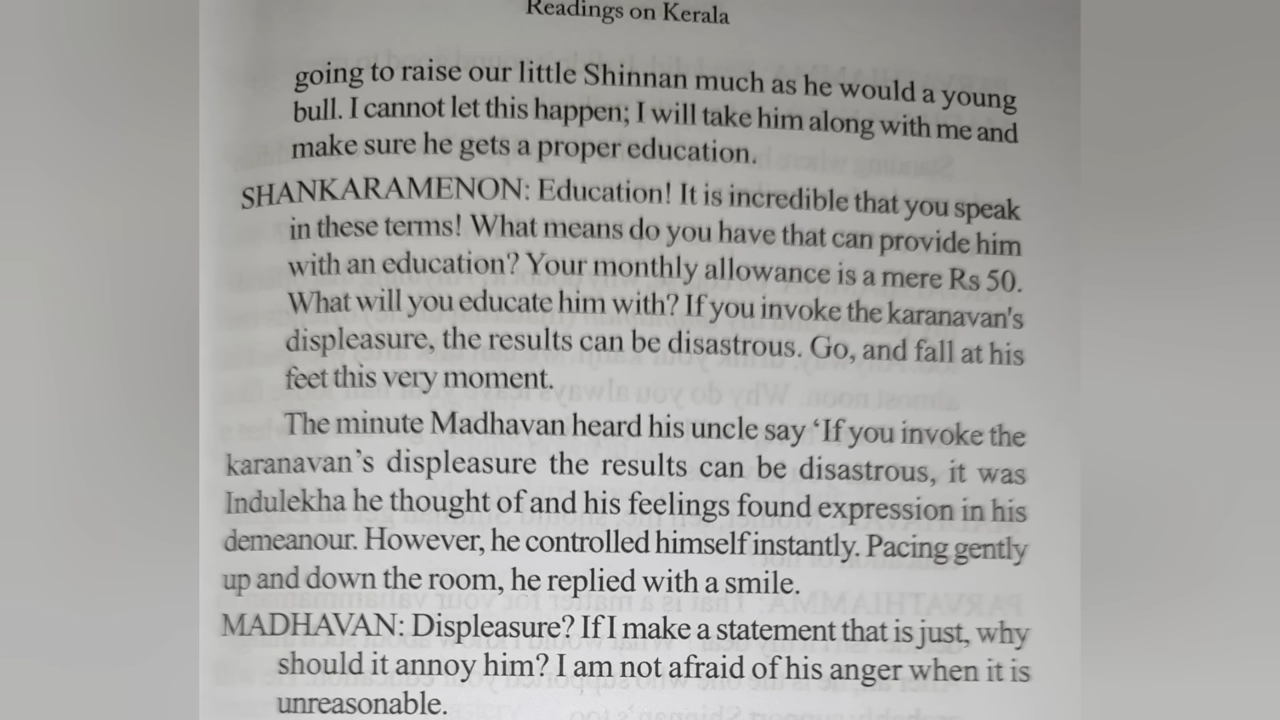 Readings on Kerala
going to raise our little Shinnan much as he would a young
bull. I cannot let this happen; I will take him along with me and
make sure he gets a proper education.
SHANKARAMENON: Education! It is incredible that you speak
in these terms! What means do you have that can provide him
with an education? Your monthly allowance is a mere Rs 50.
What will you educate him with? If you invoke the karanavan's
displeasure, the results can be disastrous. Go, and fall at his
feet this very moment.
The minute Madhavan heard his uncle say ‘If you invoke the
karanavan’s displeasure the results can be disastrous, it was
Indulekha he thought of and his feelings found expression in his
demeanour. However, he controlled himself instantly. Pacing gently
up and down the room, he replied with a smile.
MADHAVAN: Displeasure? If I make a statement that is just, why
should it annoy him? I am not afraid of his anger when it is
unreasonable.